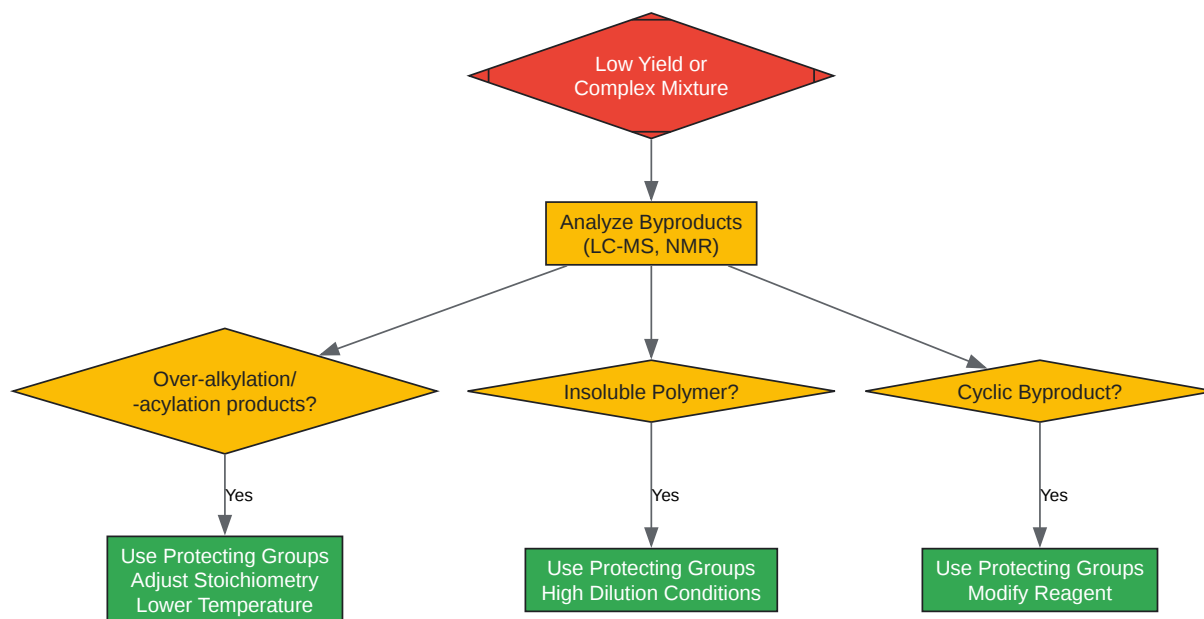 Low Yield or
Complex Mixture
Analyze Byproducts
(LC-MS, NMR)
Over-alkylation/
-acylation products?
Insoluble Polymer?
Cyclic Byproduct?
Yes
Yes
Yes
Use Protecting Groups
Adjust Stoichiometry
Lower Temperature
Use Protecting Groups
High Dilution Conditions
Use Protecting Groups
Modify Reagent